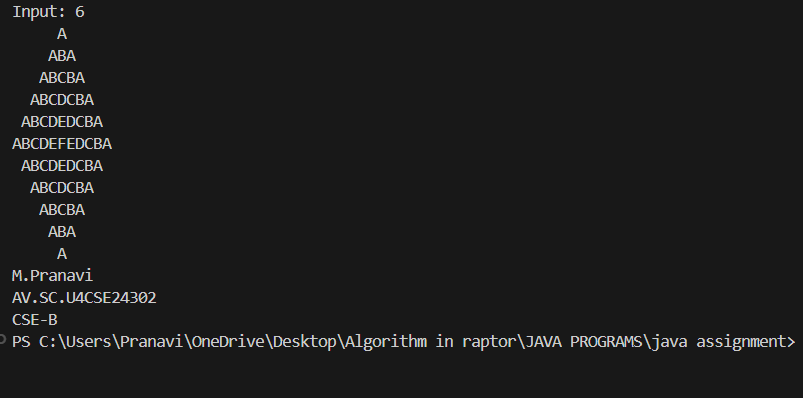 Input: 6
     A
    ABA
   ABCBA
  ABCDCBA
 ABCDEDCBA
ABCDEFEDCBA
 ABCDEDCBA
  ABCDCBA
   ABCBA
    ABA
     A
M.Pranavi
AV.SC.U4CSE24302
CSE-B
PS C:\Users\Pranavi\OneDrive\Desktop\Algorithm in raptor\JAVA PROGRAMS\java assignment>